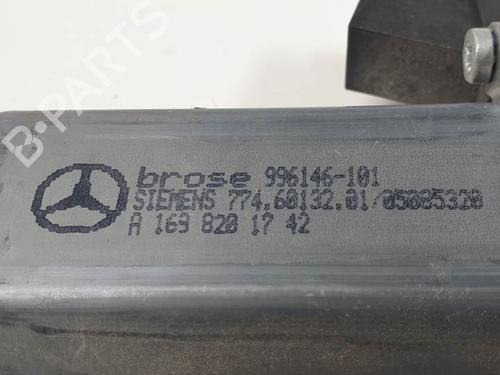 brose 996146-101
SIEMENS 774.60132.01/05085320
A 169 820 17 42
B-PARTS